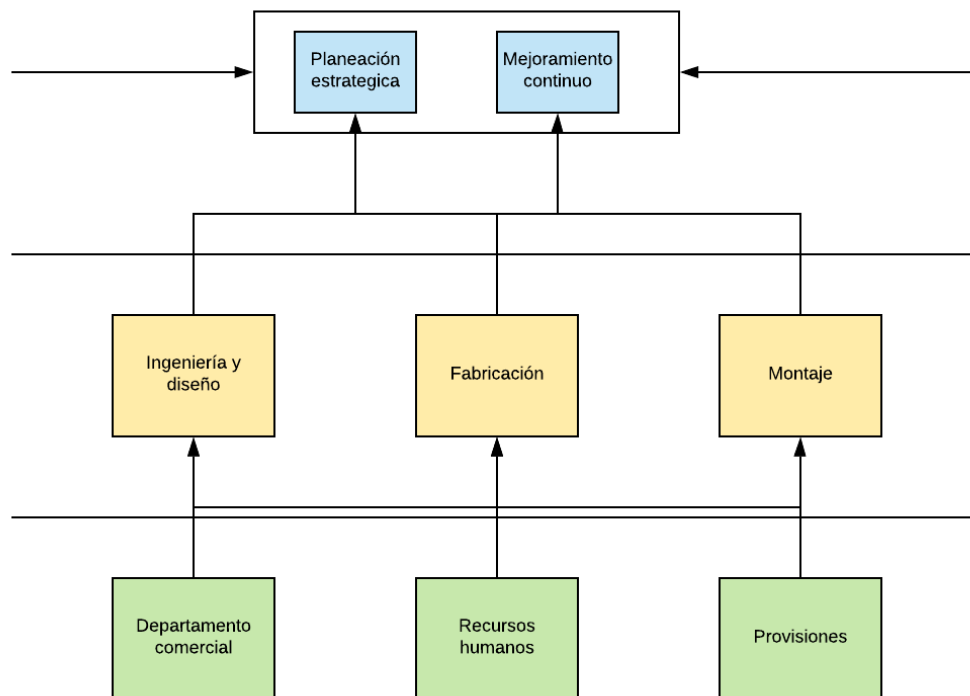 Planeación
estrategica
Mejoramiento
continuo
Ingeniería y
diseño
Fabricación
Montaje
Departamento
comercial
Recursos
humanos
Provisiones